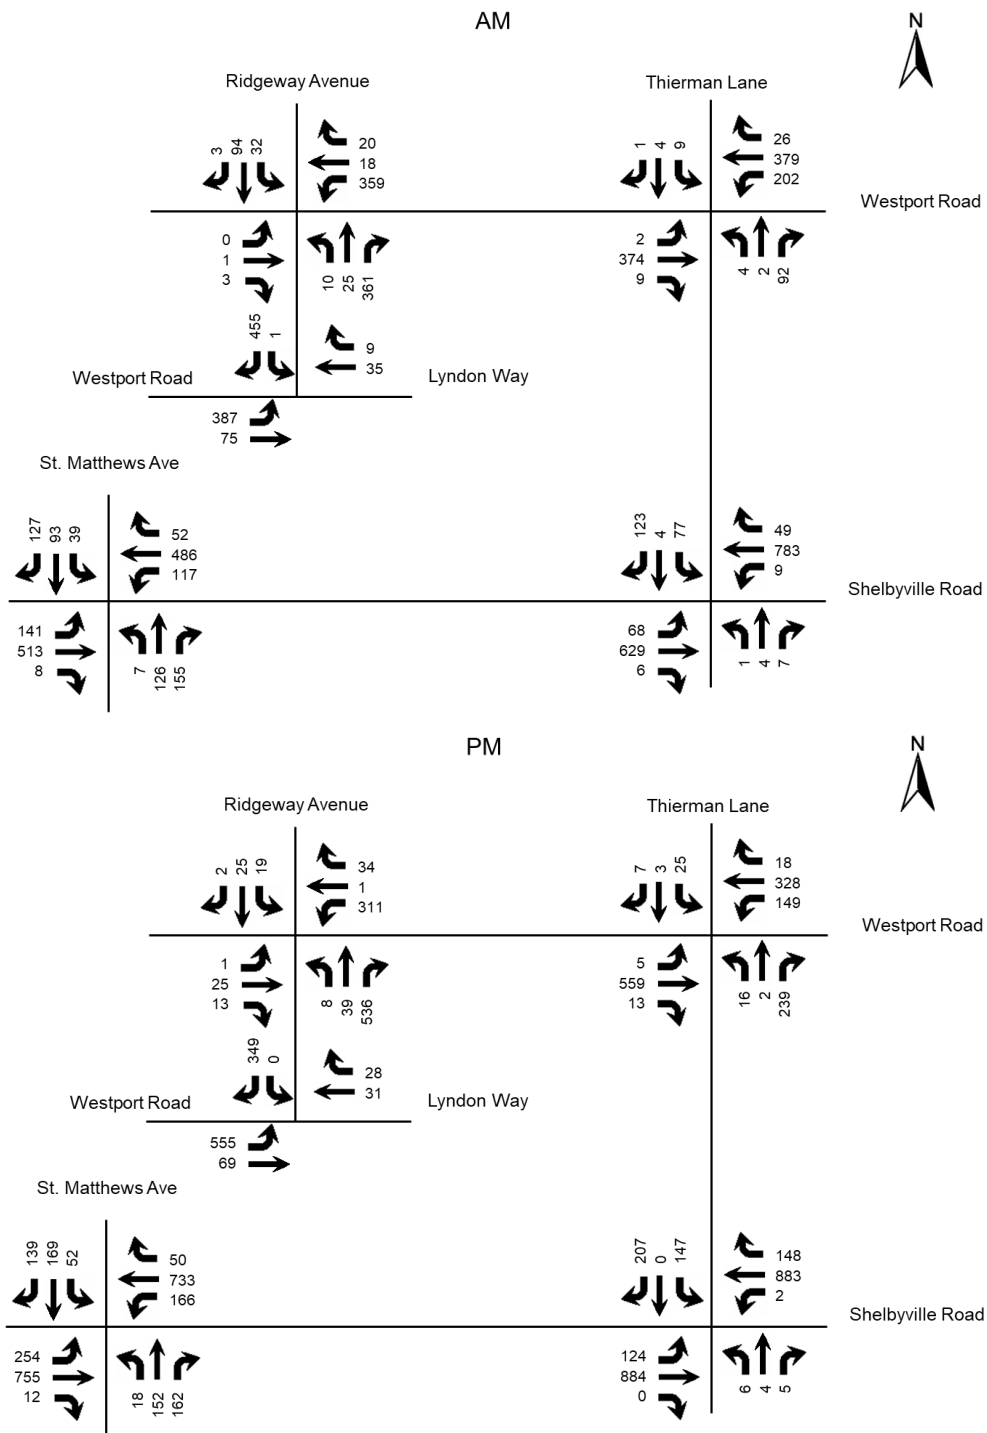 AM
N
Ridgeway Avenue
Thierman Lane
3 94 32
20
18
359
1 4 9
26
379
202
Westport Road
0
1
3
10 25 361
2
374
9
4 2 92
455 1
9
35
Westport Road
Lyndon Way
387
75
St. Matthews Ave
127 93 39
52
486
117
123 4 77
49
783
9
Shelbyville Road
141
513
8
7 126 155
68
629
6
1 4 7
PM
N
Ridgeway Avenue
Thierman Lane
2 25 19
34
1
311
7 3 25
18
328
149
Westport Road
1
25
13
8 39 536
5
559
13
16 2 239
349 0
28
31
Westport Road
Lyndon Way
555
69
St. Matthews Ave
139 169 52
50
733
166
207 0 147
148
883
2
Shelbyville Road
254
755
12
18 152 162
124
884
0
6 4 5